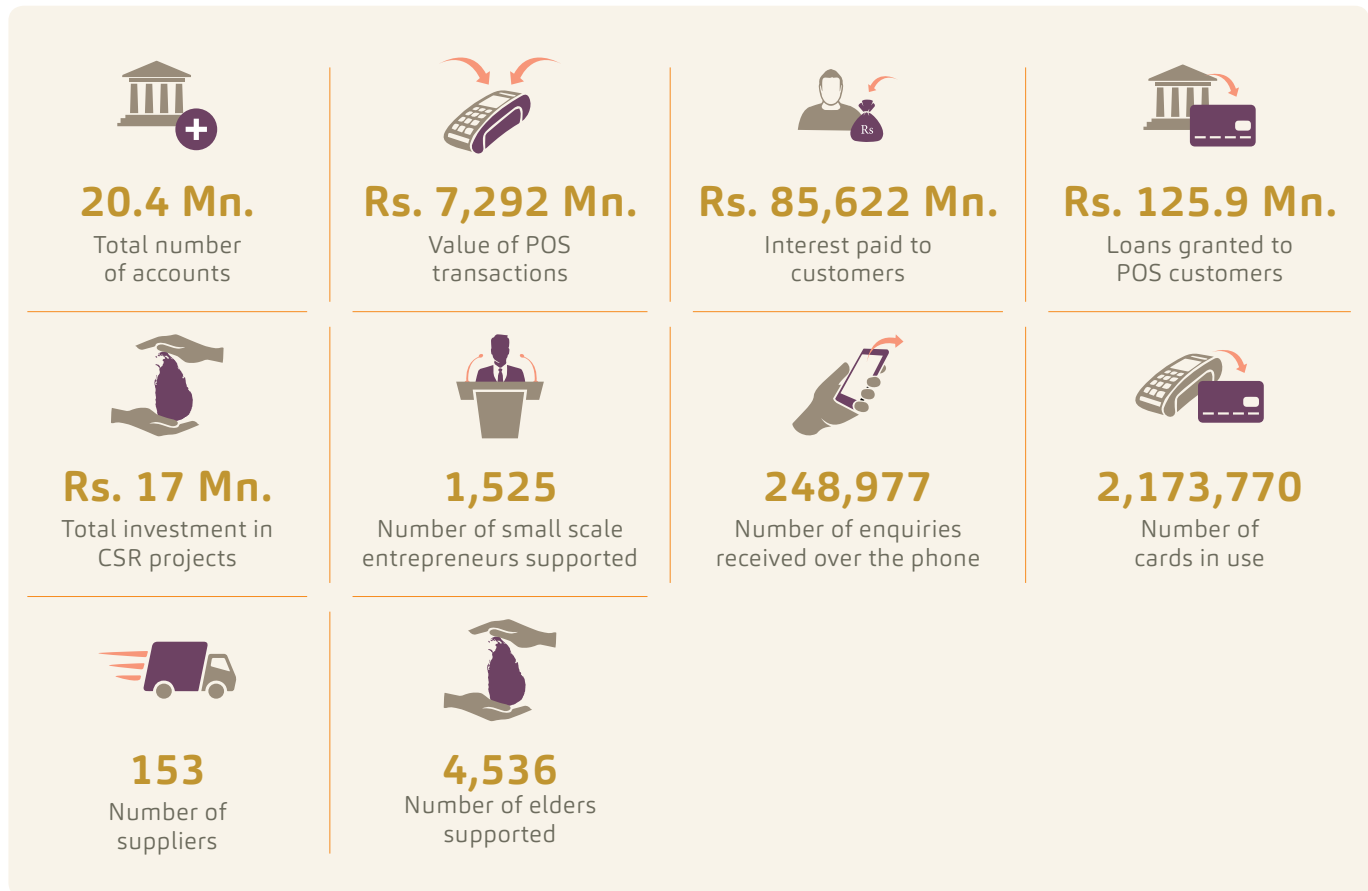 Rs
20.4 Mn.
Total number
of accounts
Rs. 7,292 Mn.
Value of POS
transactions
Rs. 85,622 Mn.
Interest paid to
customers
Rs. 125.9 Mn.
Loans granted to
POS customers
Rs. 17 Mn.
Total investment in
CSR projects
1,525
Number of small scale
entrepreneurs supported
248,977
Number of enquiries
received over the phone
2,173,770
Number of
cards in use
153
Number of
suppliers
4,536
Number of elders
supported